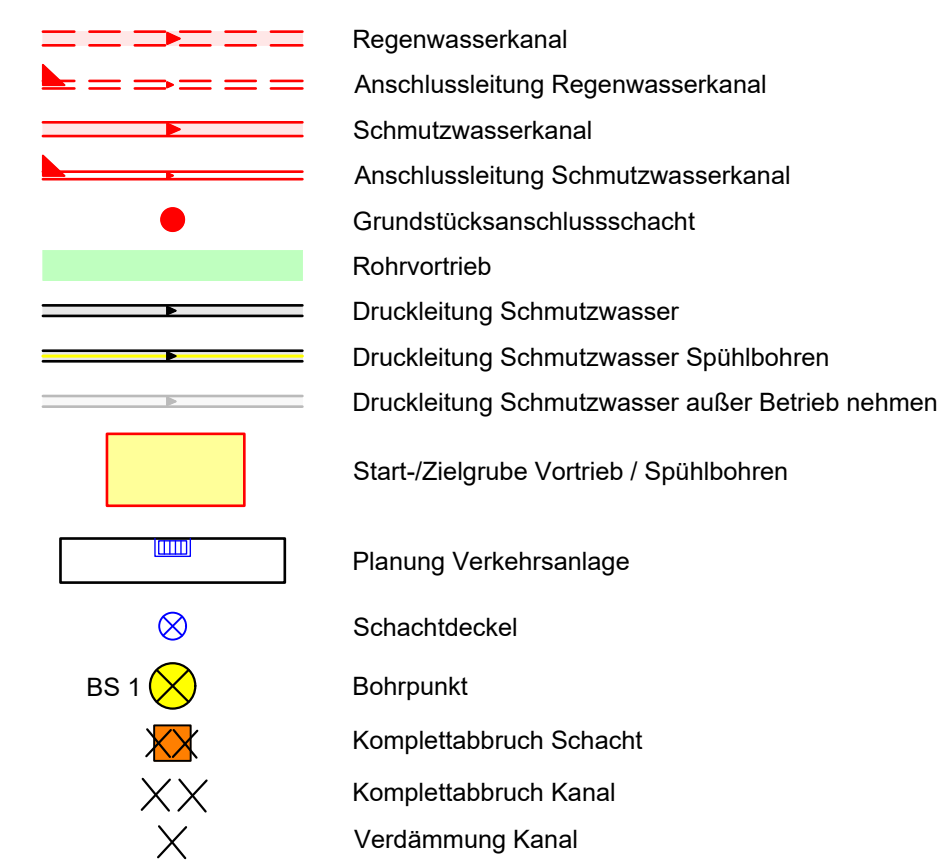 Regenwasserkanal
Anschlussleitung Regenwasserkanal
Schmutzwasserkanal
Anschlussleitung Schmutzwasserkanal
Grundstücksanschlussschacht
Rohrvortrieb
Druckleitung Schmutzwasser
Druckleitung Schmutzwasser Spühlbohren
Druckleitung Schmutzwasser außer Betrieb nehmen
Start-/Zielgrube Vortrieb / Spühlbohren
Planung Verkehrsanlage
Schachtdeckel
BS 1 Bohrpunkt
Komplettabbruch Schacht
Komplettabbruch Kanal
Verdämmung Kanal